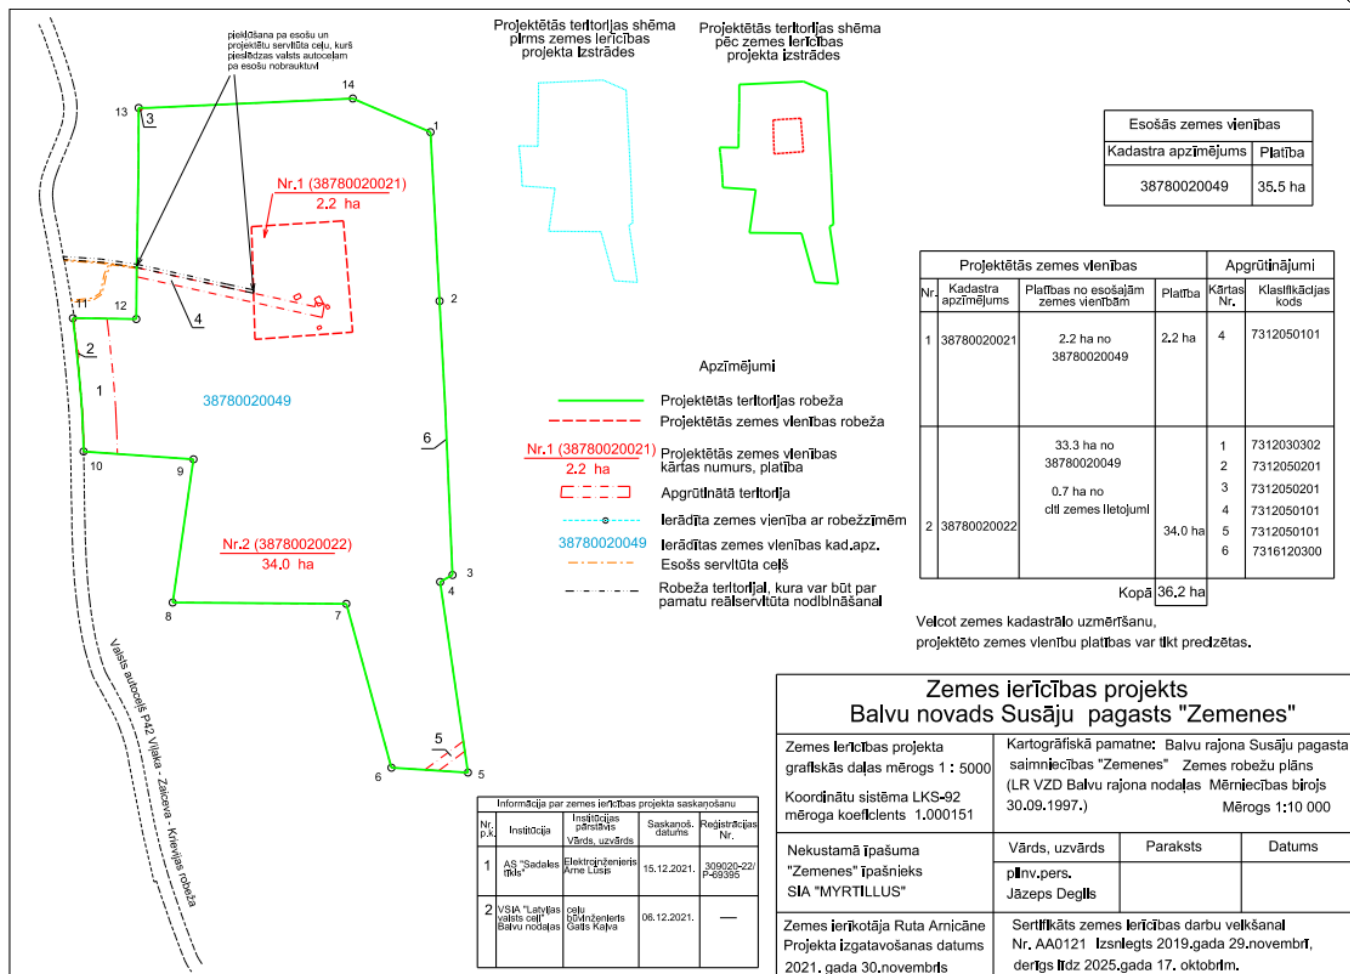 piekļūšana pa esošu un
projektētu servitūta ceļu, kurš
pieslēdzas valsts autoceļam
pa esošu nobrauktuvi
Projektētās teritorijas shēma
pirms zemes ierīcības
projekta izstrādes
Projektētās teritorijas shēma
pēc zemes ierīcības
projekta izstrādes
13
3
14
1
Nr.1 (38780020021)
2.2 ha
2
11
12
4
2
1
38780020049
6
10
9
Nr.2 (38780020022)
34.0 ha
3
4
8
7
5
6
5
Valsts autoceļš P42 Viļaka - Zaiceva - Krievijas robeža
Esošās zemes vienības
Kadastra apzīmējums Platība
38780020049 35.5 ha
Projektētās zemes vienības Apgrūtinājumi
Nr. Kadastra apzīmējums Platības no esošajām zemes vienībām Platība Kārtas Nr. Klasifikācijas kods
1 38780020021 2.2 ha no 38780020049 2.2 ha 4 7312050101
2 38780020022 33.3 ha no 38780020049 0.7 ha no citi zemes lietojumi 34.0 ha
1 7312030302
2 7312050201
3 7312050201
4 7312050101
5 7312050101
6 7316120300
Kopā 36.2 ha
Veicot zemes kadastrālo uzmērīšanu,
projektēto zemes vienību platības var tikt precizētas.
Apzīmējumi
Projektētās teritorijas robeža
Projektētās zemes vienības robeža
Nr.1 (38780020021)
2.2 ha
Projektētās zemes vienības
kārtas numurs, platība
Apgrūtinātā teritorija
Ierādīta zemes vienība ar robežzīmēm
38780020049 Ierādītas zemes vienības kad.apz.
Esošs servitūta ceļš
Robeža teritorijai, kura var būt par
pamatu reālservitūta nodibināšanai
Informācija par zemes ierīcības projekta saskaņošanu
Nr. p.k. Institūcija Institūcijas pārstāvis Vārds, uzvārds Saskaņoš. datums Reģistrācijas Nr.
1 AS "Sadales tīkls" Elektroinženieris Arne Lūsis 15.12.2021. 309020-22/ P-69395
2 VSIA "Latvijas valsts ceļi" Balvu nodaļas ceļu būvinženieris Gatis Kaļva 06.12.2021. —
Zemes ierīcības projekts
Balvu novads Susāju pagasts "Zemenes"
Zemes ierīcības projekta
grafiskās daļas mērogs 1 : 5000
Koordinātu sistēma LKS-92
mēroga koeficients 1.000151
Kartogrāfiskā pamatne: Balvu rajona Susāju pagasta
saimniecības "Zemenes" Zemes robežu plāns
(LR VZD Balvu rajona nodaļas Mērniecības birojs
30.09.1997.) Mērogs 1:10 000
Nekustamā īpašuma
"Zemenes" īpašnieks
SIA "MYRTILLUS"
Vārds, uzvārds Paraksts Datums
pilnv.pers.
Jāzeps Deglis
Zemes ierīkotāja Ruta Arnicāne
Projekta izgatavošanas datums
2021. gada 30.novembris
Sertifikāts zemes ierīcības darbu veikšanai
Nr. AA0121 Izsniegts 2019.gada 29.novembrī,
derīgs līdz 2025.gada 17. oktobrim.